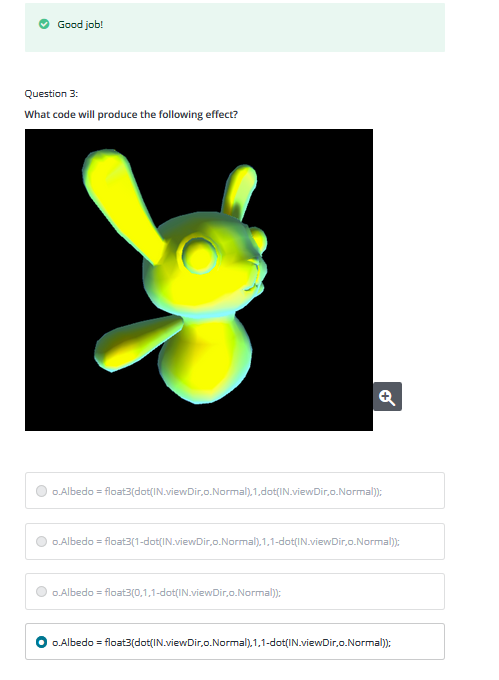 Good job!
Question 3:
What code will produce the following effect?
o.Albedo = float3(dot(IN.viewDir,o.Normal),1,dot(IN.viewDir,o.Normal));
o.Albedo = float3(1-dot(IN.viewDir,o.Normal),1,1-dot(IN.viewDir,o.Normal));
o.Albedo = float3(0,1,1-dot(IN.viewDir,o.Normal));
o.Albedo = float3(dot(IN.viewDir,o.Normal),1,1-dot(IN.viewDir,o.Normal));